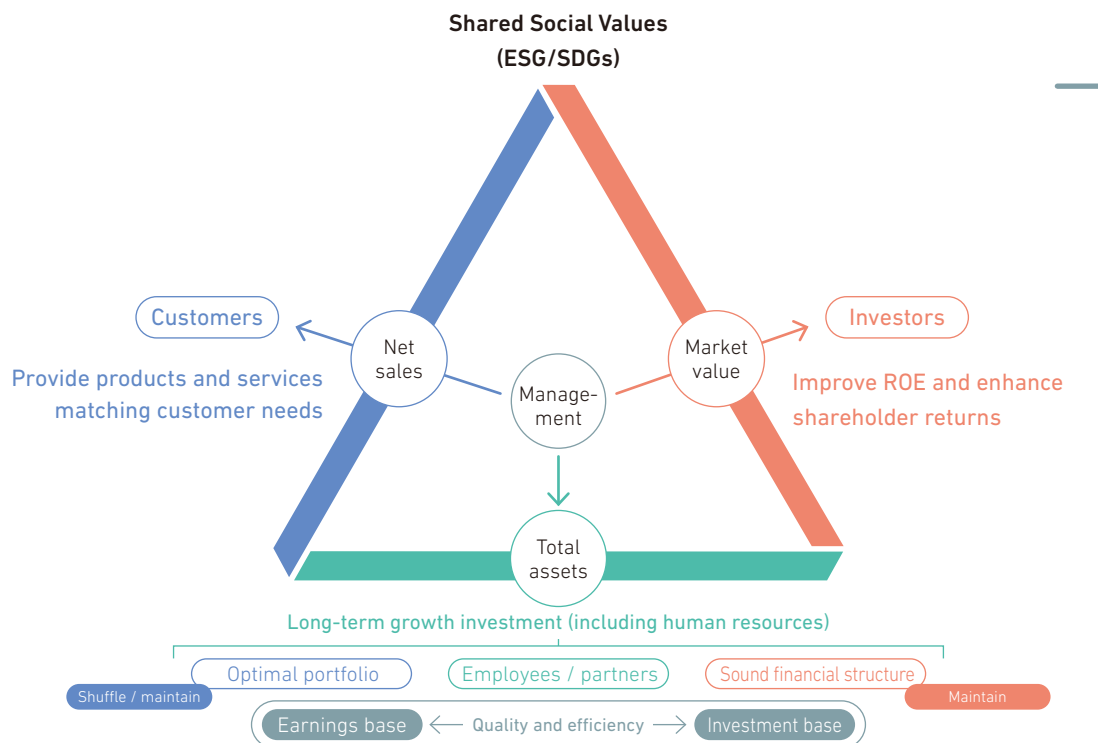 Shared Social Values
(ESG/SDGs)
Customers
Provide products and services
matching customer needs
Net
sales
Manage-
ment
Market
value
Investors
Improve ROE and enhance
shareholder returns
Total
assets
Long-term growth investment (including human resources)
Optimal portfolio
Employees / partners
Sound financial structure
Shuffle / maintain
Maintain
Earnings base
Quality and efficiency
Investment base